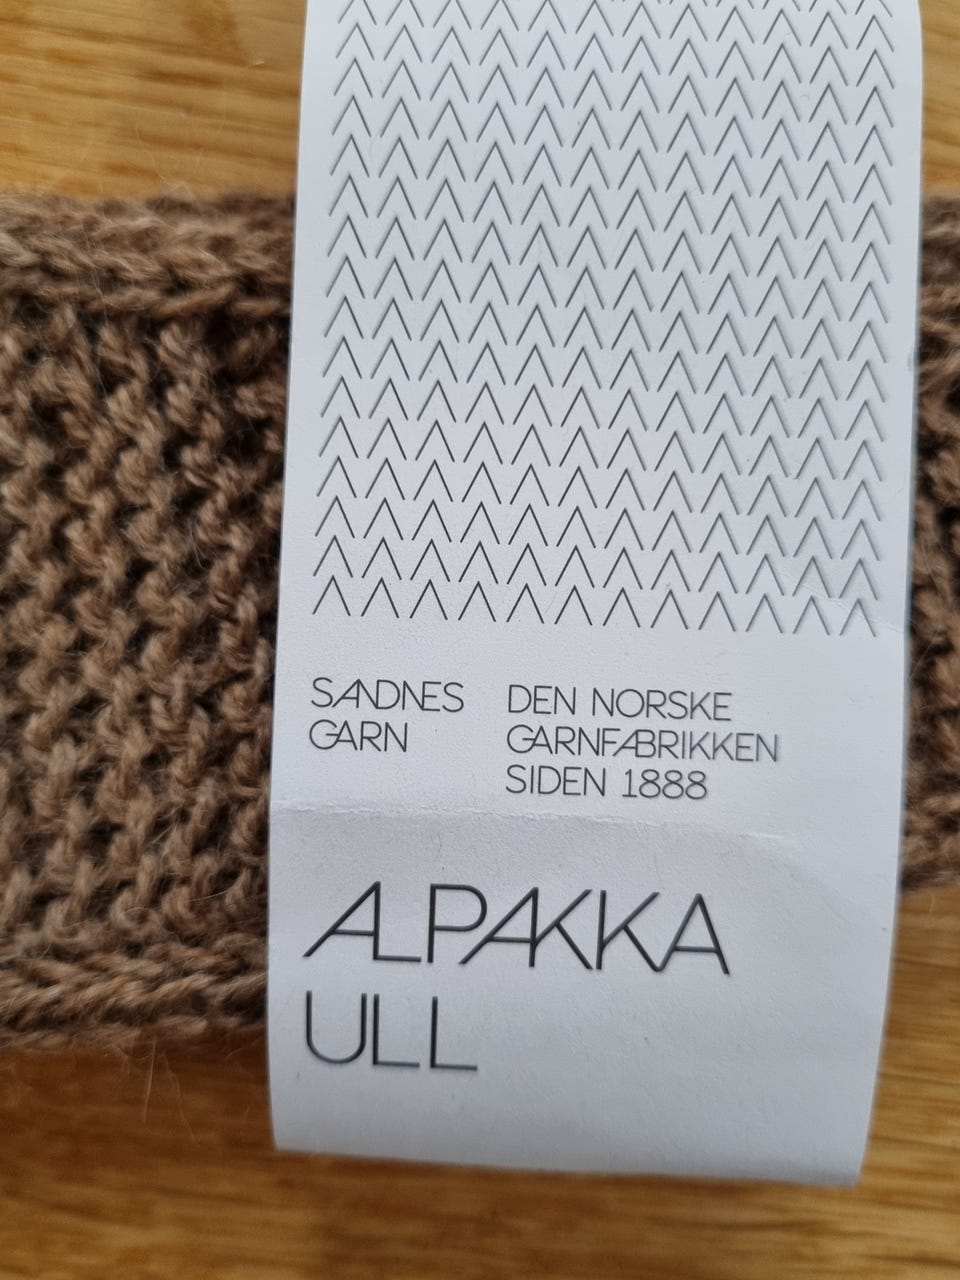 SANDNES
GARN
DEN NORSKE
GARNFABRIKKEN
SIDEN 1888
ALPAKKA
ULL